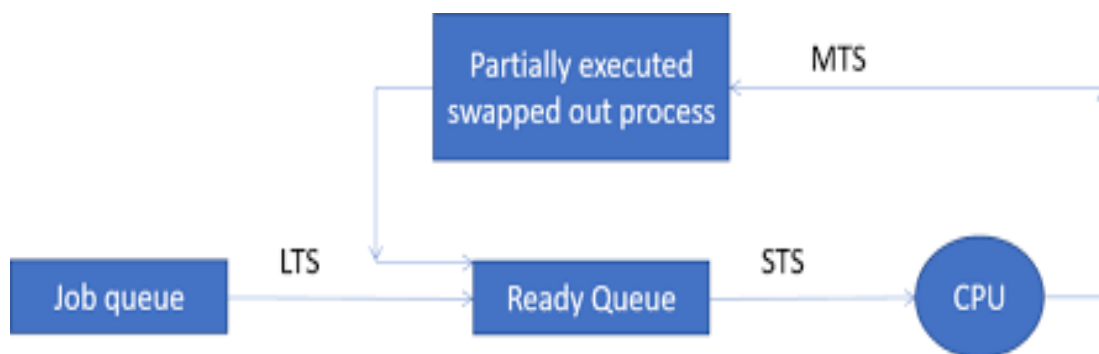 Partially executed
swapped out process
MTS
Job queue
LTS
Ready Queue
STS
CPU